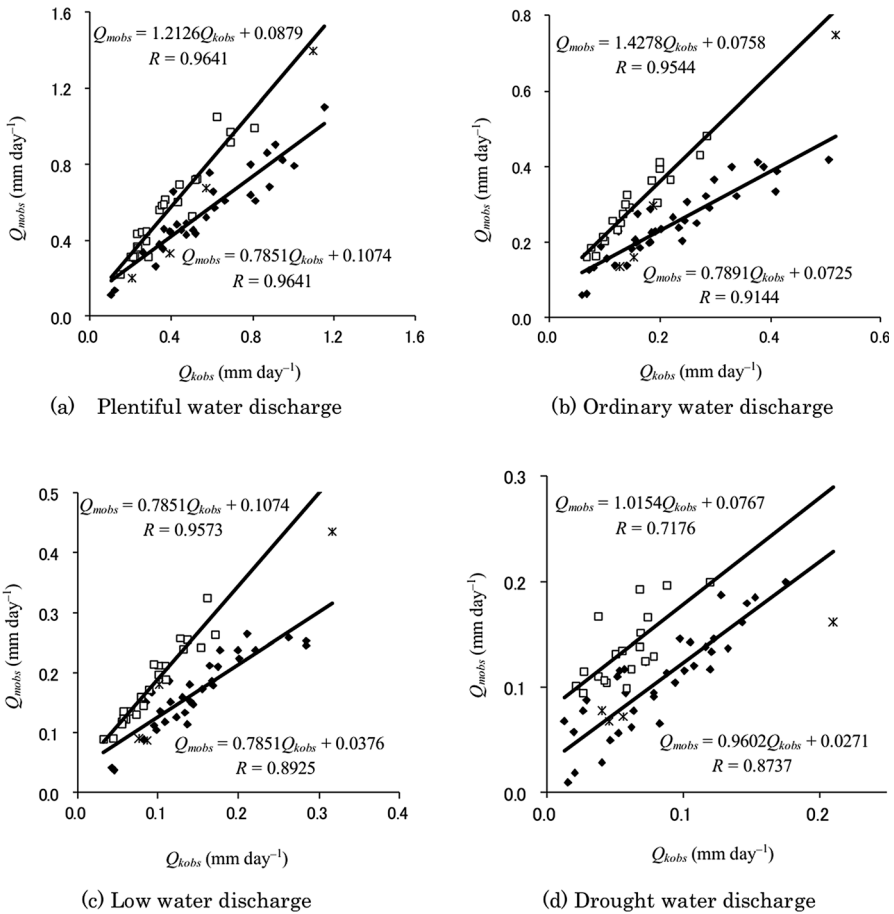 1.6
1.2
0.8
0.4
0.0
Q_mobs (mm day⁻¹)
Q_mobs = 1.2126Q_kobs + 0.0879
R = 0.9641
Q_mobs = 0.7851Q_kobs + 0.1074
R = 0.9641
0.0 0.4 0.8 1.2 1.6
Q_kobs (mm day⁻¹)
(a) Plentiful water discharge
0.8
0.6
0.4
0.2
0.0
Q_mobs (mm day⁻¹)
Q_mobs = 1.4278Q_kobs + 0.0758
R = 0.9544
Q_mobs = 0.7891Q_kobs + 0.0725
R = 0.9144
0.0 0.2 0.4 0.6
Q_kobs (mm day⁻¹)
(b) Ordinary water discharge
0.5
0.4
0.3
0.2
0.1
0.0
Q_mobs (mm day⁻¹)
Q_mobs = 0.7851Q_kobs + 0.1074
R = 0.9573
Q_mobs = 0.7851Q_kobs + 0.0376
R = 0.8925
0.0 0.1 0.2 0.3 0.4
Q_kobs (mm day⁻¹)
(c) Low water discharge
0.3
0.2
0.1
0.0
Q_mobs (mm day⁻¹)
Q_mobs = 1.0154Q_kobs + 0.0767
R = 0.7176
Q_mobs = 0.9602Q_kobs + 0.0271
R = 0.8737
0.0 0.1 0.2
Q_kobs (mm day⁻¹)
(d) Drought water discharge